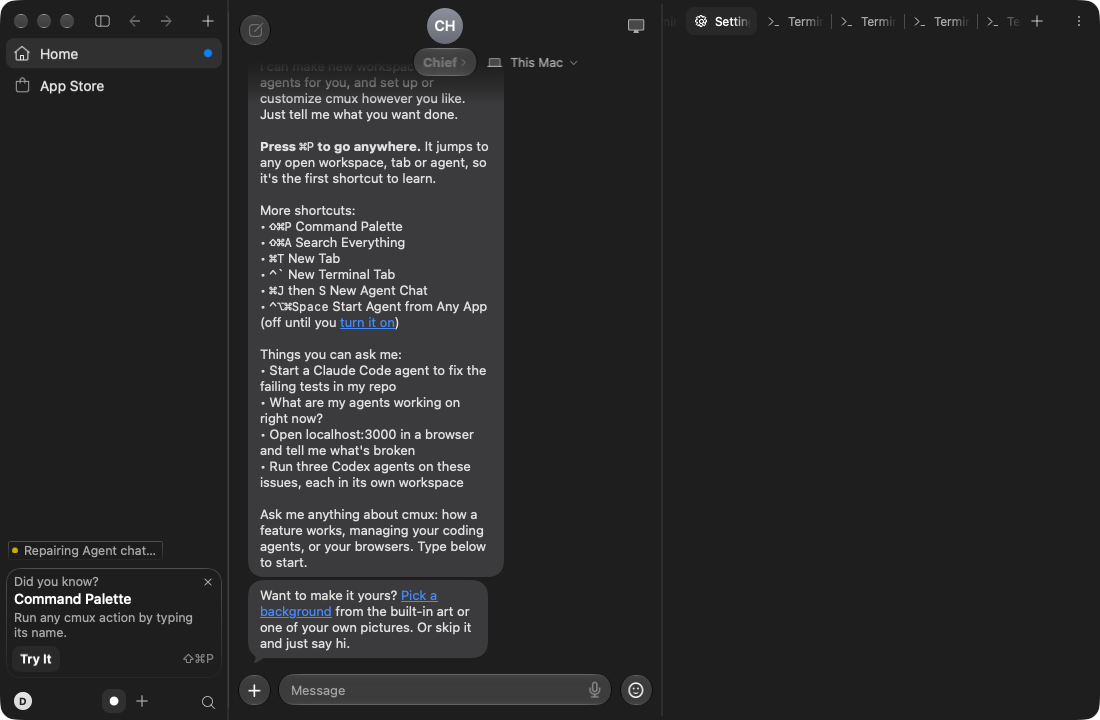 CH
Settin
Termin
Termin
Termin
Te
Home
Chief
This Mac
App Store
I can make new workspac
agents for you, and set up or
customize cmux however you like.
Just tell me what you want done.
Press ⌘P to go anywhere. It jumps to
any open workspace, tab or agent, so
it's the first shortcut to learn.
More shortcuts:
• ⇧⌘P Command Palette
• ⇧⌘A Search Everything
• ⌘T New Tab
• ^` New Terminal Tab
• ⌘J then S New Agent Chat
• ^⌥⌘Space Start Agent from Any App
(off until you turn it on)
Things you can ask me:
• Start a Claude Code agent to fix the
failing tests in my repo
• What are my agents working on
right now?
• Open localhost:3000 in a browser
and tell me what's broken
• Run three Codex agents on these
issues, each in its own workspace
Ask me anything about cmux: how a
feature works, managing your coding
agents, or your browsers. Type below
to start.
Want to make it yours? Pick a
background from the built-in art or
one of your own pictures. Or skip it
and just say hi.
Message
Repairing Agent chat...
Did you know?
Command Palette
Run any cmux action by typing
its name.
Try It ⇧⌘P
D